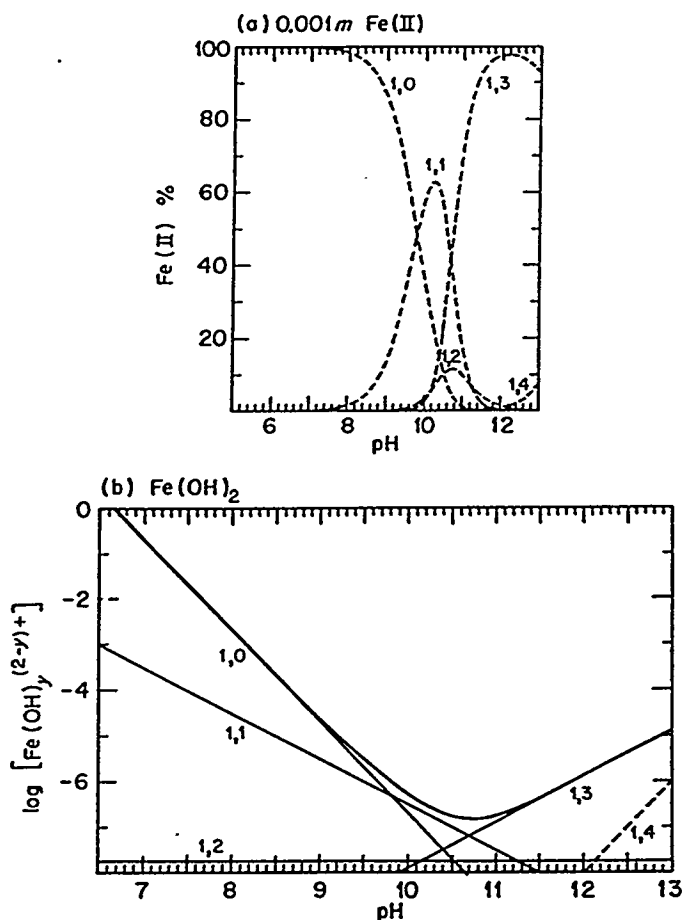 (a) 0.001m Fe(II)
100
80
60
40
20
Fe(II) %
1,0
1,3
1,1
1,2
1,4
6 8 10 12
pH
(b) Fe(OH)2
0
-2
-4
-6
log [Fe(OH)y(2-y)+]
1,0
1,1
1,2
1,3
1,4
7 8 9 10 11 12 13
pH